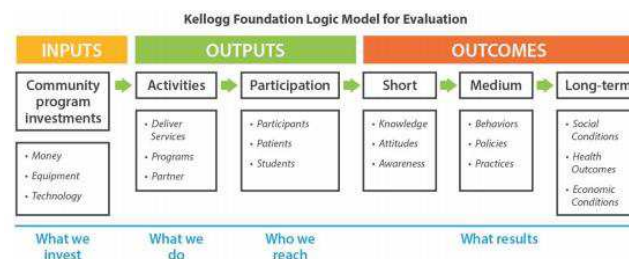 Kellogg Foundation Logic Model for Evaluation
INPUTS
OUTPUTS
OUTCOMES
Community
program
investments
Activities
Participation
Short
Medium
Long-term
• Money
• Equipment
• Technology
• Deliver
Services
• Programs
• Partner
• Participants
• Patients
• Students
• Knowledge
• Attitudes
• Awareness
• Behaviors
• Policies
• Practices
• Social
Conditions
• Health
Outcomes
• Economic
Conditions
What we
invest
What we
do
Who we
reach
What results